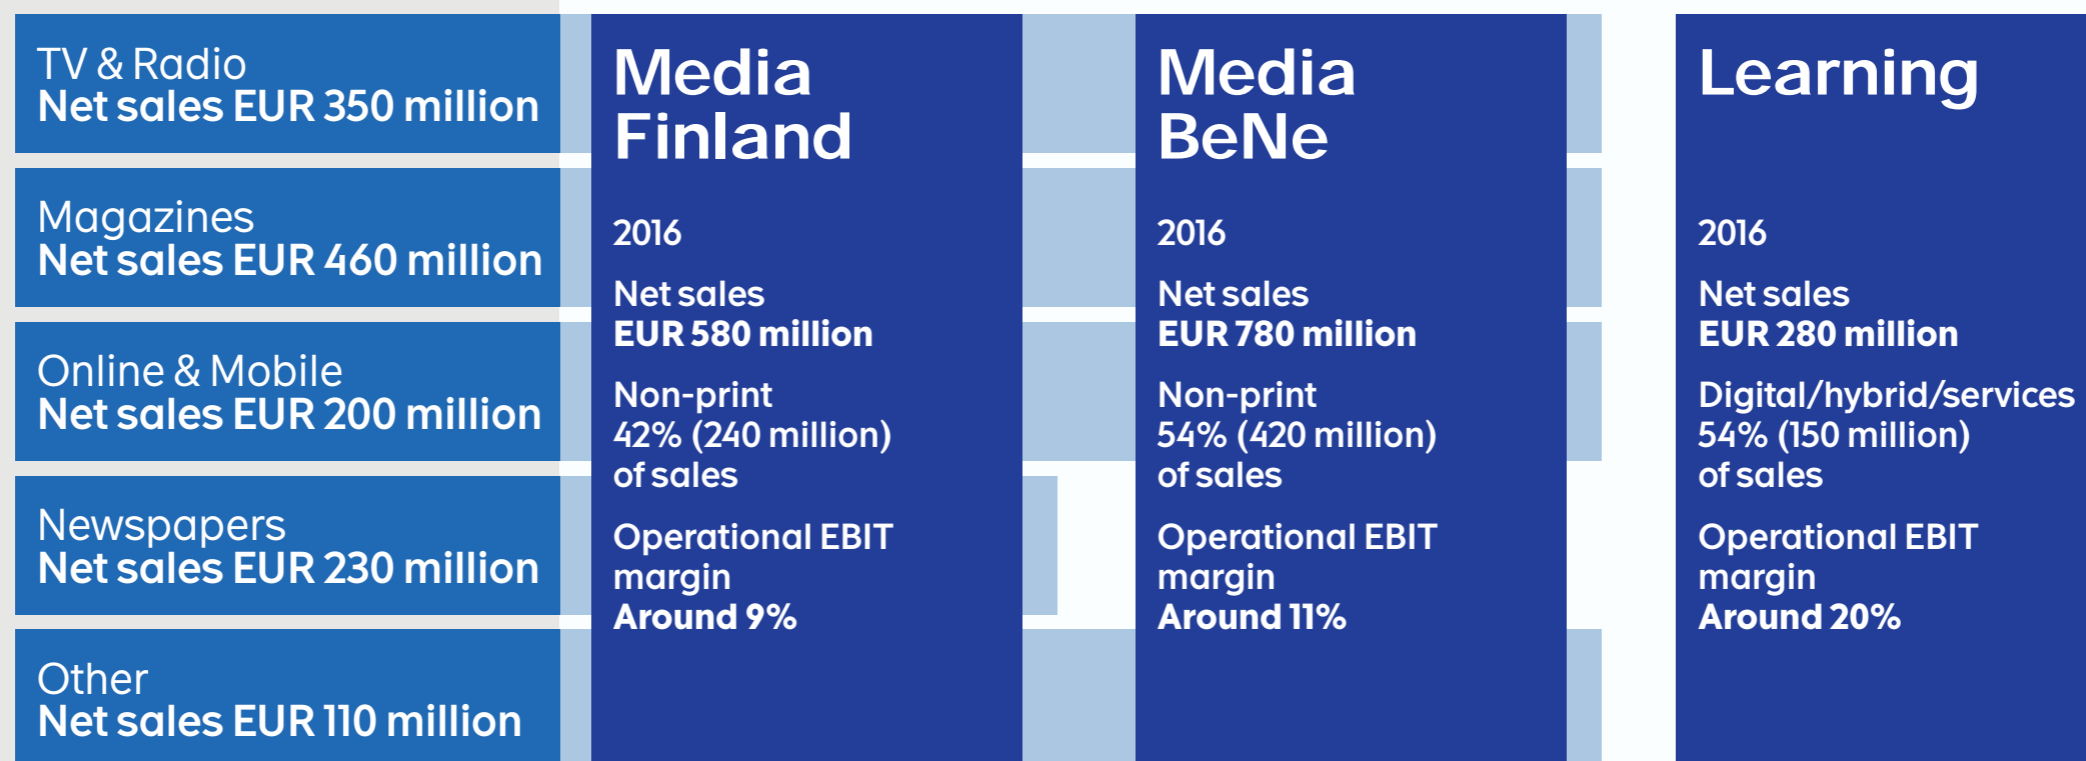 TV & Radio
Net sales EUR 350 million
Magazines
Net sales EUR 460 million
Online & Mobile
Net sales EUR 200 million
Newspapers
Net sales EUR 230 million
Other
Net sales EUR 110 million
Media
Finland
2016
Net sales
EUR 580 million
Non-print
42% (240 million)
of sales
Operational EBIT
margin
Around 9%
Media
BeNe
2016
Net sales
EUR 780 million
Non-print
54% (420 million)
of sales
Operational EBIT
margin
Around 11%
Learning
2016
Net sales
EUR 280 million
Digital/hybrid/services
54% (150 million)
of sales
Operational EBIT
margin
Around 20%